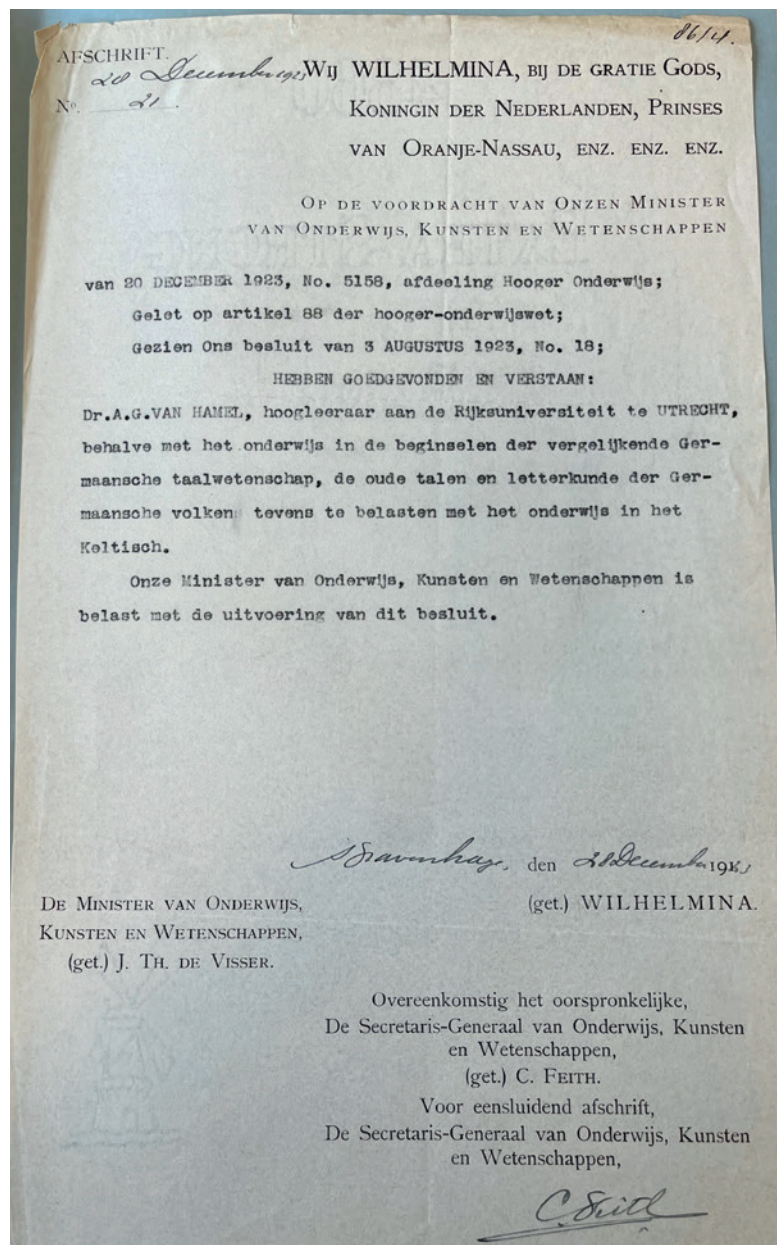 86/4.
AFSCHRIFT.
28 December 1923
No. 21.
WIJ WILHELMINA, BIJ DE GRATIE GODS,
KONINGIN DER NEDERLANDEN, PRINSES
VAN ORANJE-NASSAU, ENZ. ENZ. ENZ.
OP DE VOORDRACHT VAN ONZEN MINISTER
VAN ONDERWIJS, KUNSTEN EN WETENSCHAPPEN
van 20 DECEMBER 1923, No. 5158, afdeeling Hooger Onderwijs;
Gelet op artikel 88 der hooger-onderwijswet;
Gezien Ons besluit van 3 AUGUSTUS 1923, No. 18;
HEBBEN GOEDGEVONDEN EN VERSTAAN:
Dr.A.G.VAN HAMEL, hoogleeraar aan de Rijksuniversiteit te UTRECHT,
behalve met het onderwijs in de beginselen der vergelijkende Ger-
maansche taalwetenschap, de oude talen en letterkunde der Ger-
maansche volken tevens te belasten met het onderwijs in het
Keltisch.
Onze Minister van Onderwijs, Kunsten en Wetenschappen is
belast met de uitvoering van dit besluit.
s Gravenhage, den 28 December 1923
DE MINISTER VAN ONDERWIJS,
KUNSTEN EN WETENSCHAPPEN,
(get.) J. TH. DE VISSER.
(get.) WILHELMINA.
Overeenkomstig het oorspronkelijke,
De Secretaris-Generaal van Onderwijs, Kunsten
en Wetenschappen,
(get.) C. FEITH.
Voor eensluidend afschrift,
De Secretaris-Generaal van Onderwijs, Kunsten
en Wetenschappen,
C. Feith